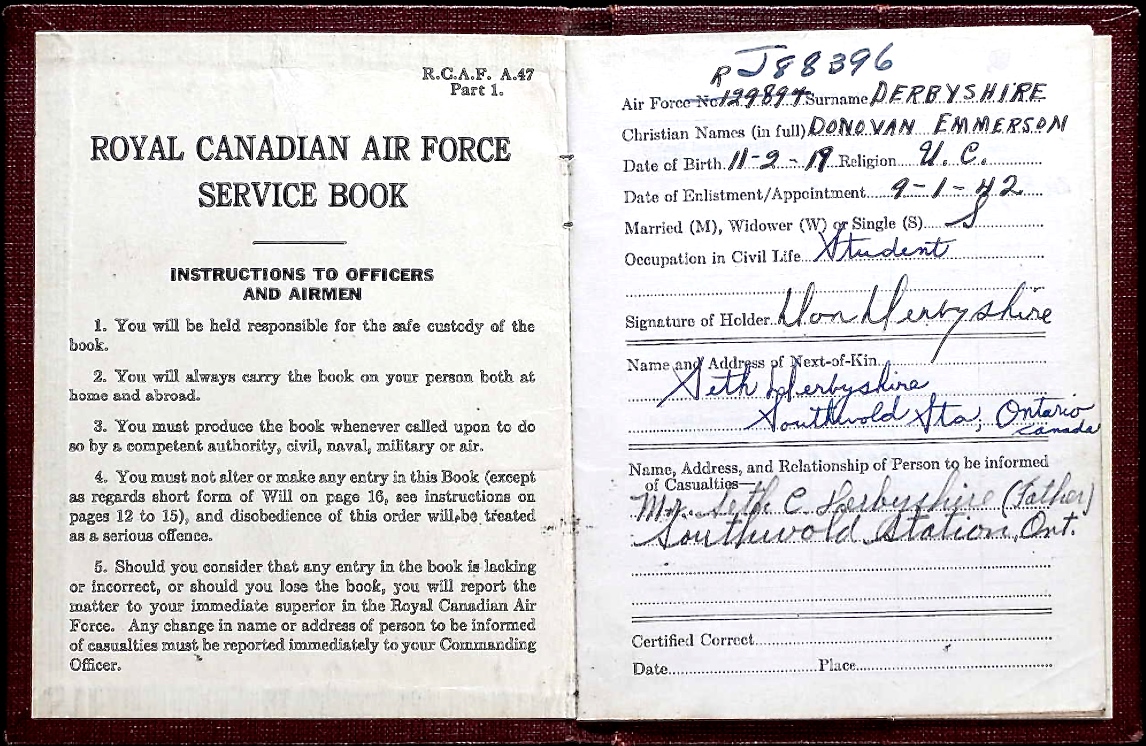 R.C.A.F. A.47
Part 1.
ROYAL CANADIAN AIR FORCE
SERVICE BOOK
INSTRUCTIONS TO OFFICERS
AND AIRMEN
1. You will be held responsible for the safe custody of the
book.
2. You will always carry the book on your person both at
home and abroad.
3. You must produce the book whenever called upon to do
so by a competent authority, civil, naval, military or air.
4. You must not alter or make any entry in this Book (except
as regards short form of Will on page 16, see instructions on
pages 12 to 15), and disobedience of this order will be treated
as a serious offence.
5. Should you consider that any entry in the book is lacking
or incorrect, or should you lose the book, you will report the
matter to your immediate superior in the Royal Canadian Air
Force. Any change in name or address of person to be informed
of casualties must be reported immediately to your Commanding
Officer.
R J88396
Air Force No. 129894 Surname DERBYSHIRE
Christian Names (in full) DONOVAN EMMERSON
Date of Birth 11-2-19 Religion U.C.
Date of Enlistment/Appointment 9-1-42
Married (M), Widower (W) or Single (S) S
Occupation in Civil Life Student
Signature of Holder Don Derbyshire
Name and Address of Next-of-Kin
Seth Derbyshire
Southwold Sta, Ontario
Canada
Name, Address, and Relationship of Person to be informed
of Casualties—
Mr. Seth C Derbyshire (Father)
Southwold Station, Ont.
Certified Correct
Date Place